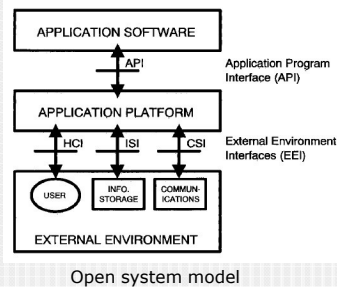 APPLICATION SOFTWARE
API
Application Program
Interface (API)
APPLICATION PLATFORM
HCI
ISI
CSI
External Environment
Interfaces (EEI)
USER
INFO.
STORAGE
COMMUN-
ICATIONS
EXTERNAL ENVIRONMENT
Open system model